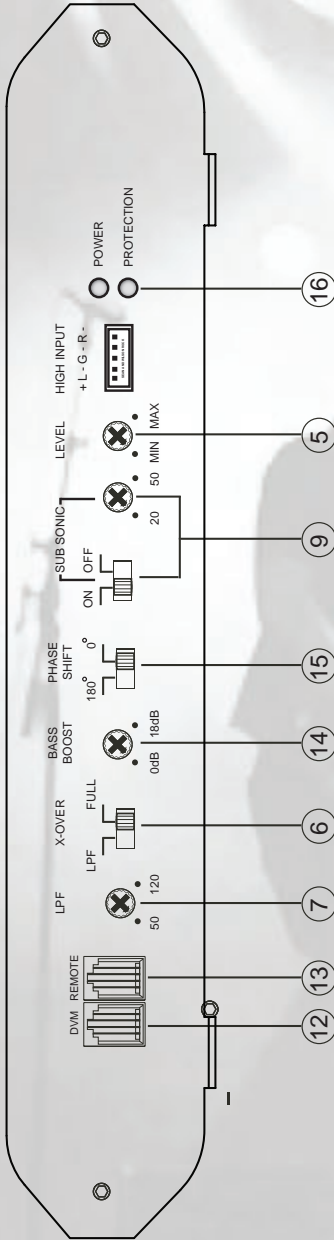 DVM REMOTE
LPF
50 120
X-OVER
LPF FULL
BASS
BOOST
0dB 18dB
PHASE
SHIFT
180° 0°
SUB SONIC
ON OFF
20 50
LEVEL
MIN MAX
HIGH INPUT
+ L - G - R -
POWER
PROTECTION
12 13 7 6 14 15 9 5 16